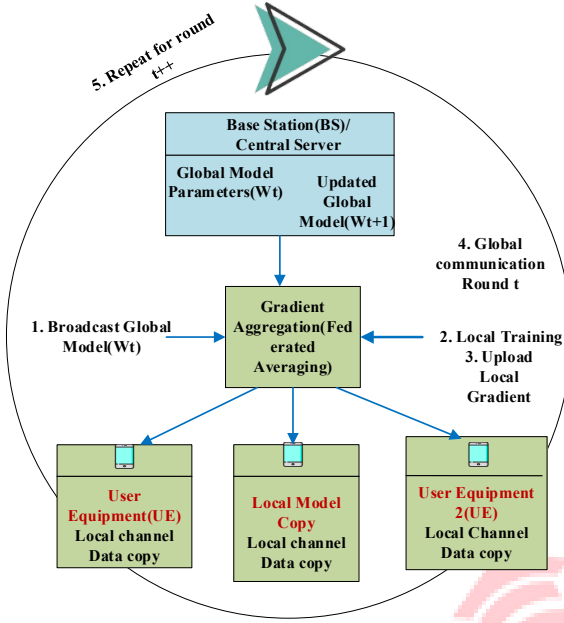 5. Repeat for round
t++
Base Station(BS)/
Central Server
Global Model
Parameters(Wt)
Updated
Global
Model(Wt+1)
4. Global
communication
Round t
1. Broadcast Global
Model(Wt)
Gradient
Aggregation(Fed
erated
Averaging)
2. Local Training
3. Upload
Local
Gradient
User
Equipment(UE)
Local channel
Data copy
Local Model
Copy
Local channel
Data copy
User Equipment
2(UE)
Local Channel
Data copy